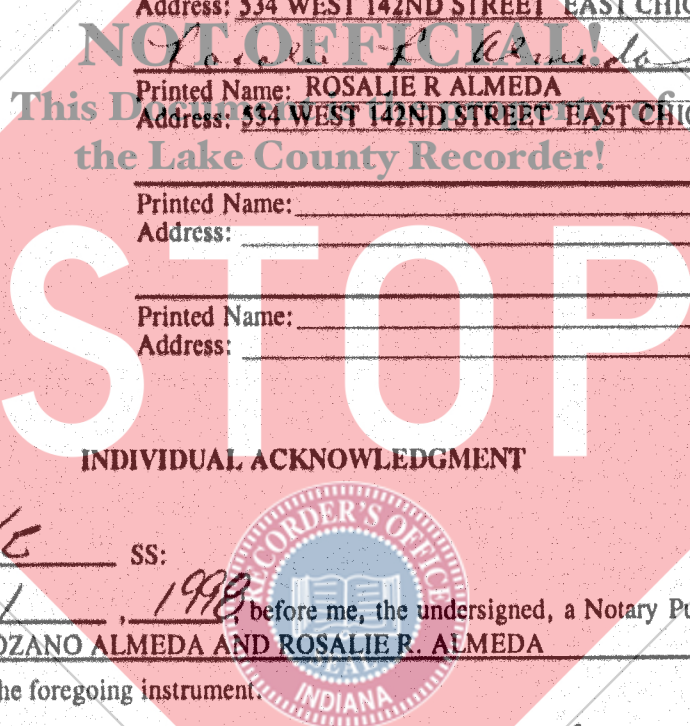 Address: 534 WEST 142ND STREET EAST CHIC
NOT OFFICIAL!
Rosalie R Almeda
Printed Name: ROSALIE R ALMEDA
This Document is the property of
Address: 534 WEST 142ND STREET EAST CHIC
the Lake County Recorder!
Printed Name:
Address:
STOP
Printed Name:
Address:
INDIVIDUAL ACKNOWLEDGMENT
SS:
RECORDER'S OFFICE
1998, before me, the undersigned, a Notary Pu
OZANO ALMEDA AND ROSALIE R. ALMEDA
he foregoing instrument.
INDIANA